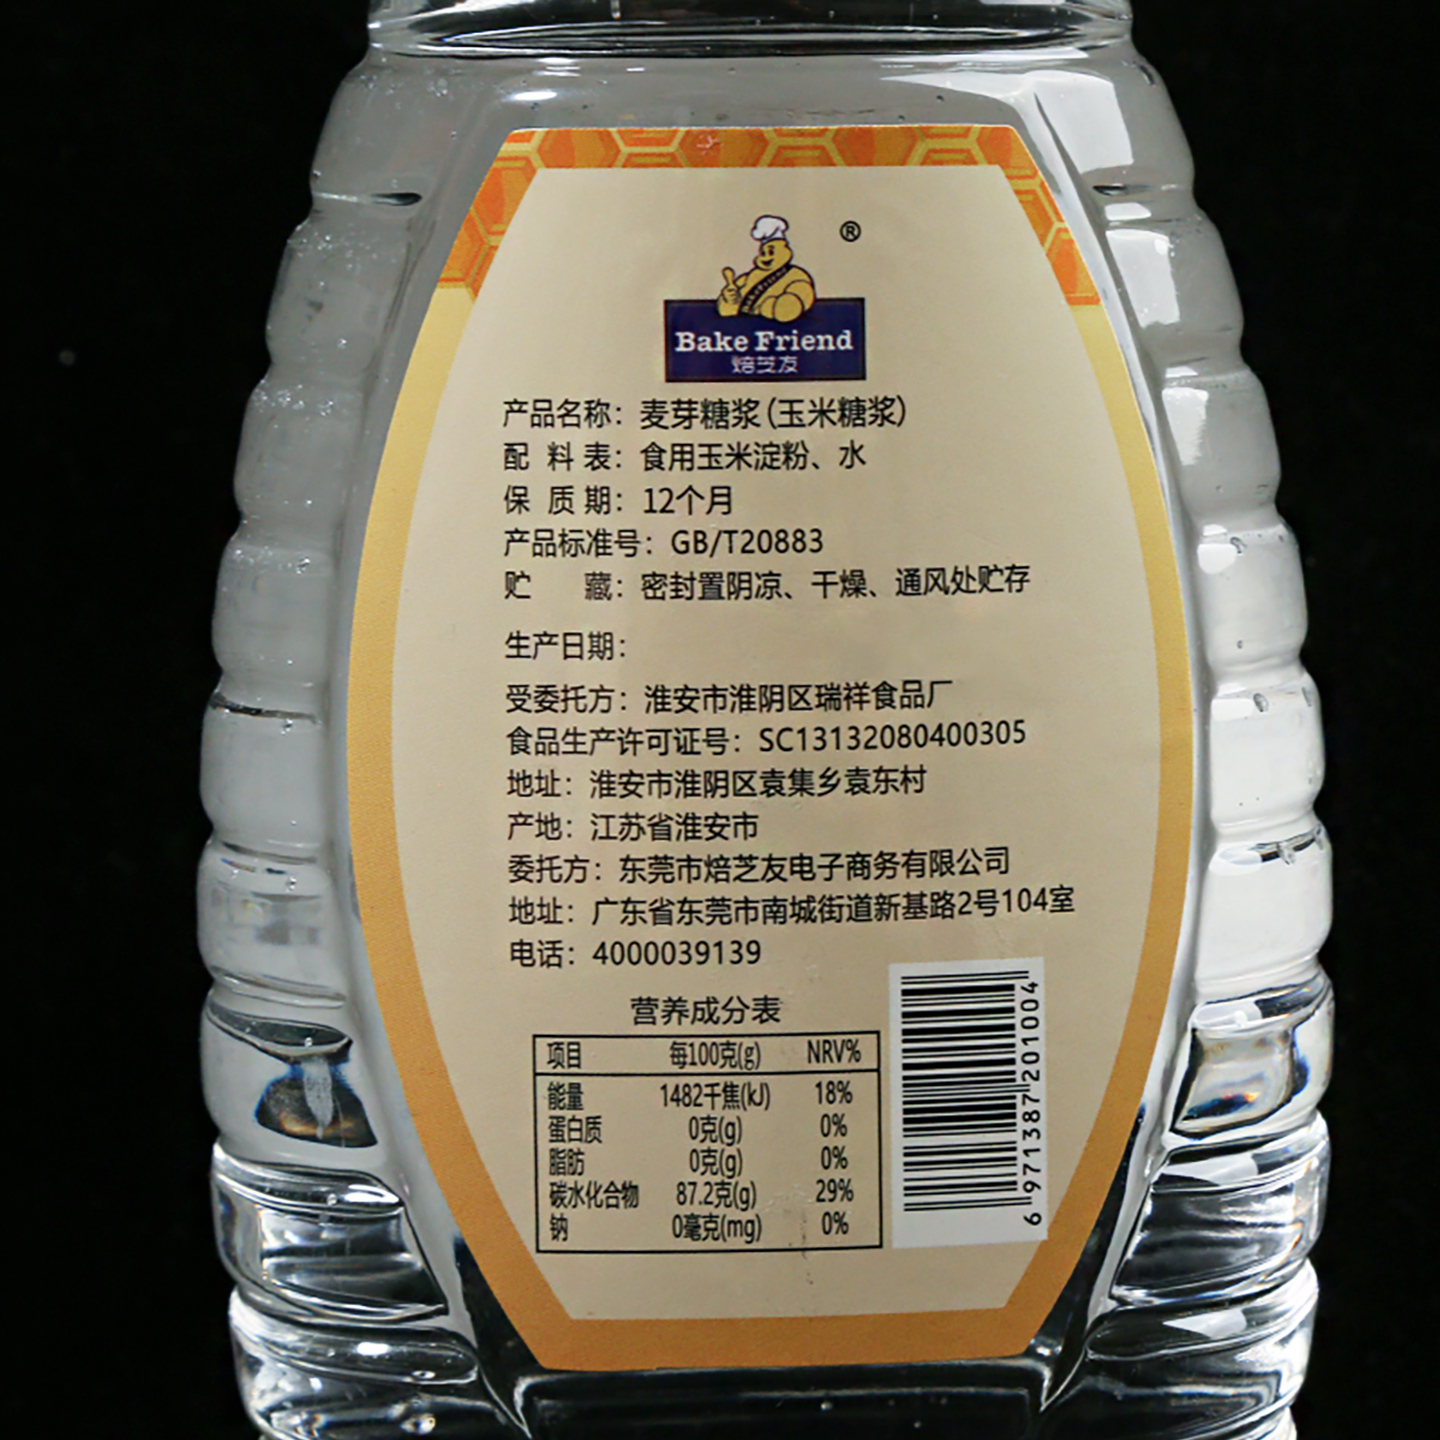 ®
Bake Friend
焙芝友
产品名称：麦芽糖浆（玉米糖浆）
配料表：食用玉米淀粉、水
保质期：12个月
产品标准号：GB/T20883
贮藏：密封置阴凉、干燥、通风处贮存
生产日期：
受委托方：淮安市淮阴区瑞祥食品厂
食品生产许可证号：SC13132080400305
地址：淮安市淮阴区袁集乡袁东村
产地：江苏省淮安市
委托方：东莞市焙芝友电子商务有限公司
地址：广东省东莞市南城街道新基路2号104室
电话：4000039139
营养成分表
项目 每100克(g) NRV%
能量 1482千焦(kJ) 18%
蛋白质 0克(g) 0%
脂肪 0克(g) 0%
碳水化合物 87.2克(g) 29%
钠 0毫克(mg) 0%
6 971387 201004